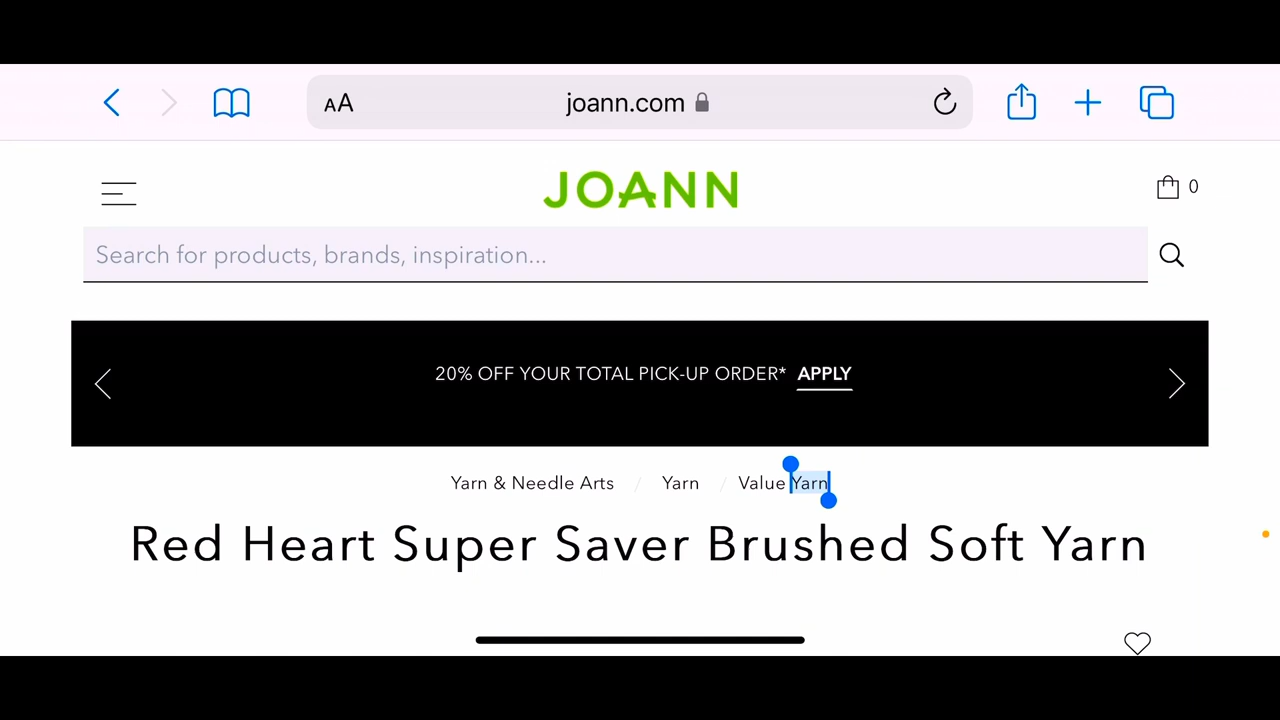 AA joann.com
JOANN
0
Search for products, brands, inspiration...
20% OFF YOUR TOTAL PICK-UP ORDER* APPLY
Yarn & Needle Arts / Yarn / Value Yarn
Red Heart Super Saver Brushed Soft Yarn